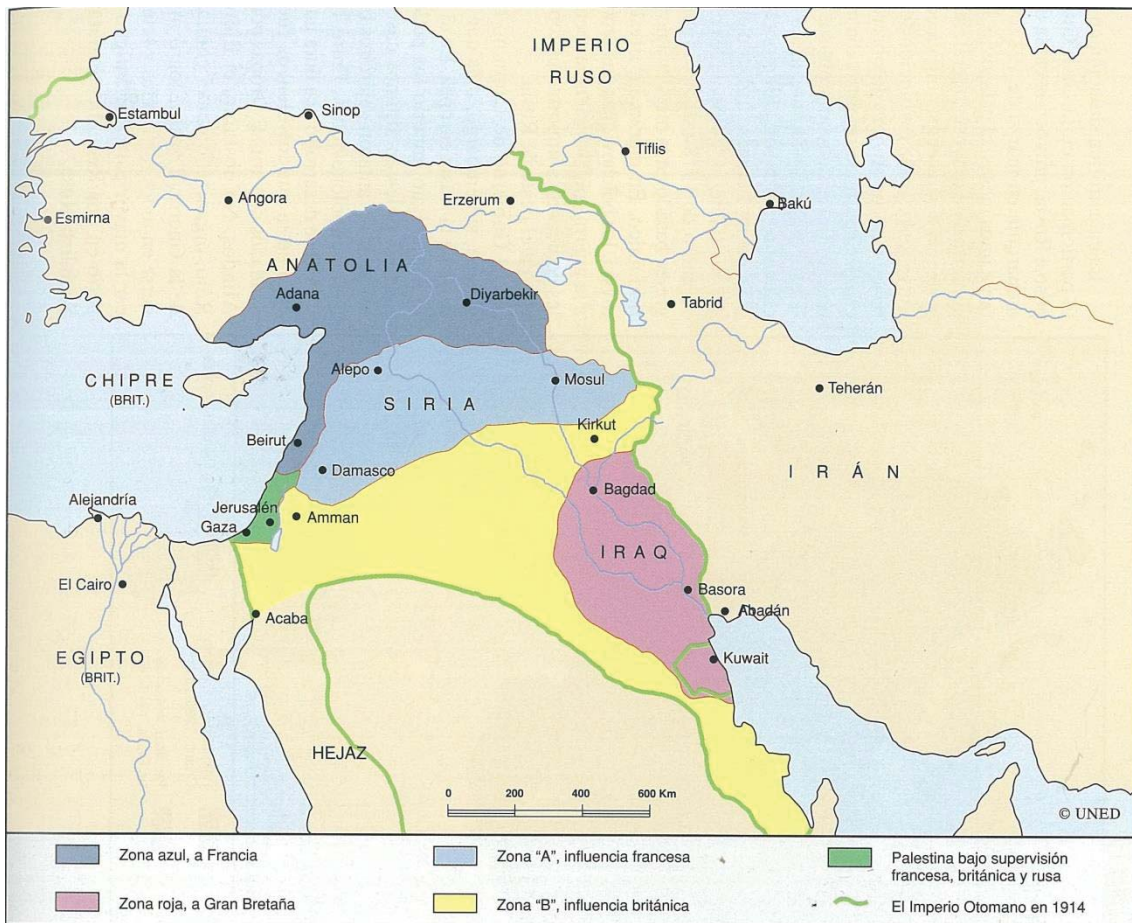 IMPERIO
RUSO
Estambul
Sinop
Tiflis
Angora
Erzerum
Bakú
Esmirna
ANATOLIA
Adana
Diyarbekir
Tabrid
Alepo
Mosul
CHIPRE
(BRIT.)
SIRIA
Teherán
Kirkut
Beirut
Damasco
IRÁN
Bagdad
Alejandría
Jerusalén
Gaza
Amman
IRAQ
El Cairo
Basora
Abadán
Acaba
EGIPTO
(BRIT.)
Kuwait
HEJAZ
0 200 400 600 Km
© UNED
Zona azul, a Francia
Zona "A", influencia francesa
Palestina bajo supervisión
francesa, británica y rusa
Zona roja, a Gran Bretaña
Zona "B", influencia británica
El Imperio Otomano en 1914